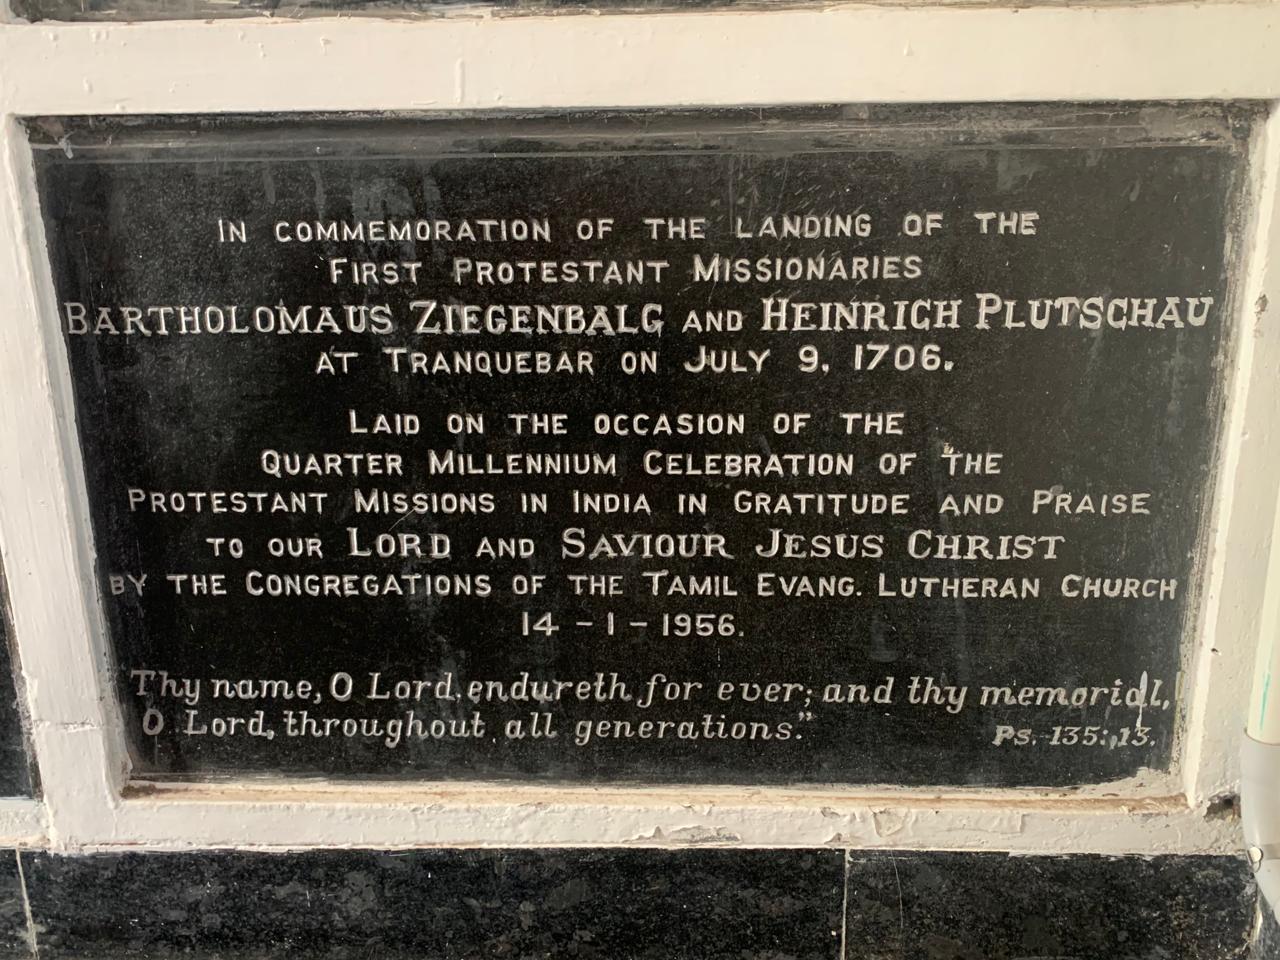 In commemoration of the landing of the
First Protestant Missionaries
Bartholomaus Ziegenbalg and Heinrich Plutschau
at Tranquebar on July 9, 1706.
Laid on the occasion of the
Quarter Millennium Celebration of the
Protestant Missions in India in Gratitude and Praise
to our Lord and Saviour Jesus Christ
by the Congregations of the Tamil Evang. Lutheran Church
14 - 1 - 1956.
"Thy name, O Lord, endureth for ever; and thy memorial,
O Lord, throughout all generations."
Ps. 135:, 13.